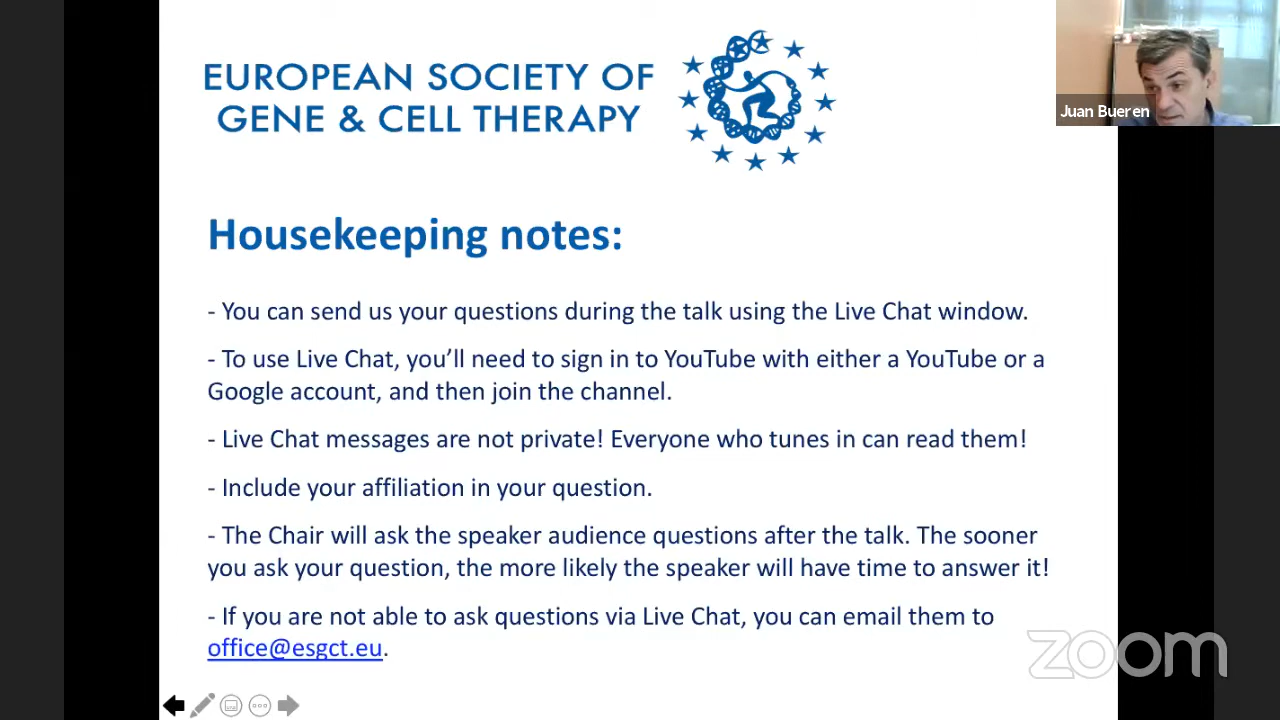 EUROPEAN SOCIETY OF
GENE & CELL THERAPY
Juan Bueren
Housekeeping notes:
- You can send us your questions during the talk using the Live Chat window.
- To use Live Chat, you’ll need to sign in to YouTube with either a YouTube or a
Google account, and then join the channel.
- Live Chat messages are not private! Everyone who tunes in can read them!
- Include your affiliation in your question.
- The Chair will ask the speaker audience questions after the talk. The sooner
you ask your question, the more likely the speaker will have time to answer it!
- If you are not able to ask questions via Live Chat, you can email them to
office@esgct.eu.
zoom